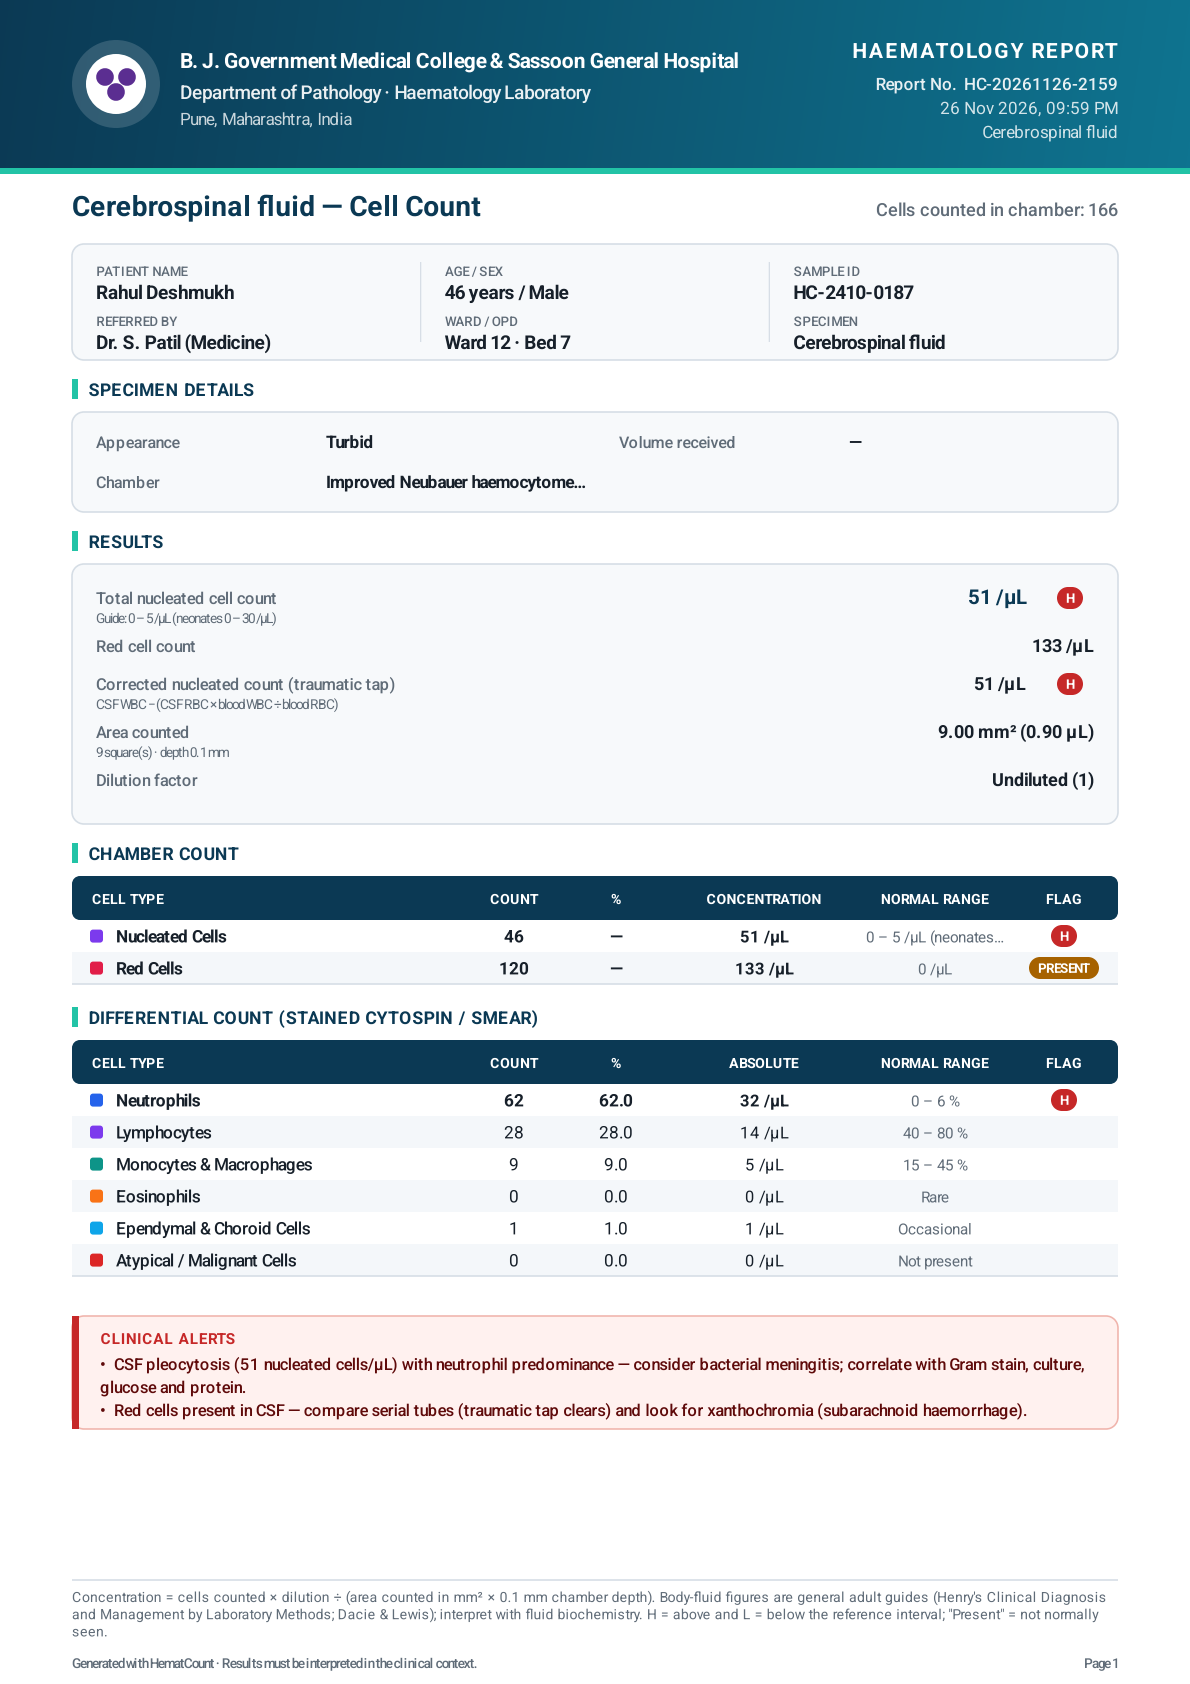 B. J. Government Medical College & Sassoon General Hospital
Department of Pathology · Haematology Laboratory
Pune, Maharashtra, India
HAEMATOLOGY REPORT
Report No. HC-20261126-2159
26 Nov 2026, 09:59 PM
Cerebrospinal fluid
Cerebrospinal fluid — Cell Count
Cells counted in chamber: 166
PATIENT NAME
Rahul Deshmukh
AGE / SEX
46 years / Male
SAMPLE ID
HC-2410-0187
REFERRED BY
Dr. S. Patil (Medicine)
WARD / OPD
Ward 12 · Bed 7
SPECIMEN
Cerebrospinal fluid
SPECIMEN DETAILS
Appearance Turbid Volume received —
Chamber Improved Neubauer haemocytome...
RESULTS
Total nucleated cell count 51 /µL H
Guide: 0 – 5 /µL (neonates 0 – 30 /µL)
Red cell count 133 /µL
Corrected nucleated count (traumatic tap) 51 /µL H
CSF WBC − (CSF RBC × blood WBC ÷ blood RBC)
Area counted 9.00 mm² (0.90 µL)
9 square(s) · depth 0.1 mm
Dilution factor Undiluted (1)
CHAMBER COUNT
CELL TYPE COUNT % CONCENTRATION NORMAL RANGE FLAG
Nucleated Cells 46 — 51 /µL 0 – 5 /µL (neonates... H
Red Cells 120 — 133 /µL 0 /µL PRESENT
DIFFERENTIAL COUNT (STAINED CYTOSPIN / SMEAR)
CELL TYPE COUNT % ABSOLUTE NORMAL RANGE FLAG
Neutrophils 62 62.0 32 /µL 0 – 6 % H
Lymphocytes 28 28.0 14 /µL 40 – 80 %
Monocytes & Macrophages 9 9.0 5 /µL 15 – 45 %
Eosinophils 0 0.0 0 /µL Rare
Ependymal & Choroid Cells 1 1.0 1 /µL Occasional
Atypical / Malignant Cells 0 0.0 0 /µL Not present
CLINICAL ALERTS
• CSF pleocytosis (51 nucleated cells/µL) with neutrophil predominance — consider bacterial meningitis; correlate with Gram stain, culture,
glucose and protein.
• Red cells present in CSF — compare serial tubes (traumatic tap clears) and look for xanthochromia (subarachnoid haemorrhage).
Concentration = cells counted × dilution ÷ (area counted in mm² × 0.1 mm chamber depth). Body-fluid figures are general adult guides (Henry's Clinical Diagnosis
and Management by Laboratory Methods; Dacie & Lewis); interpret with fluid biochemistry. H = above and L = below the reference interval; "Present" = not normally
seen.
Generated with HematCount · Results must be interpreted in the clinical context.
Page 1